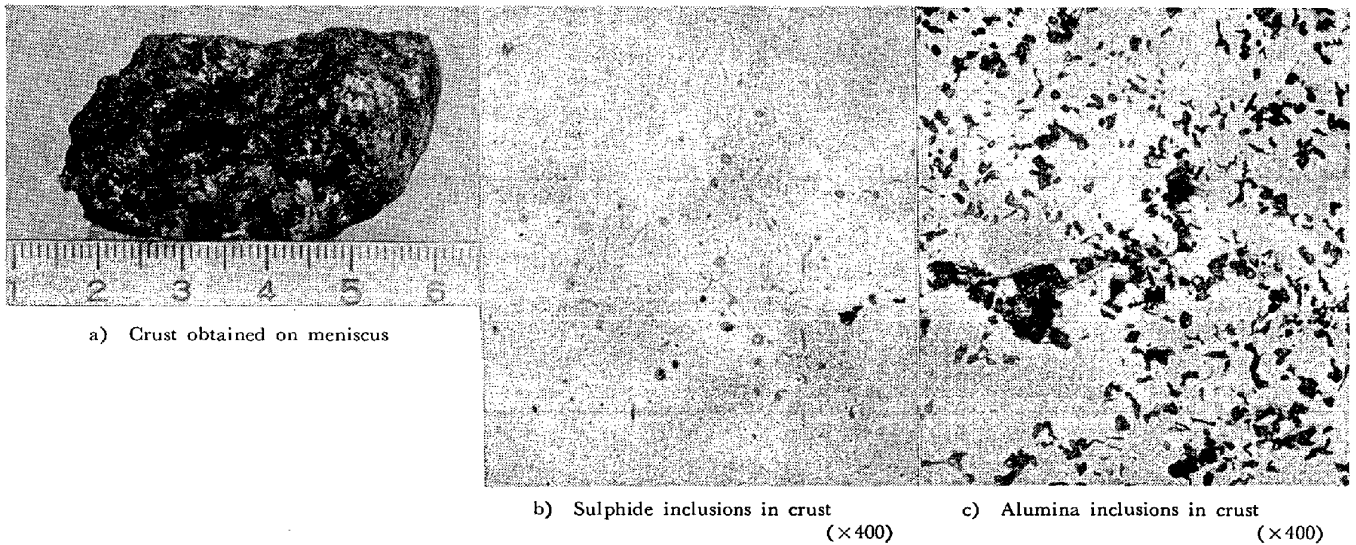 1 2 3 4 5 6
a) Crust obtained on meniscus
b) Sulphide inclusions in crust
(×400)
c) Alumina inclusions in crust
(×400)